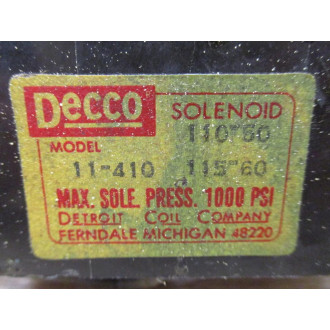 Decco SOLENOID
110"60
MODEL
11-410 115"60
MAX. SOLE. PRESS. 1000 PSI
DETROIT COIL COMPANY
FERNDALE MICHIGAN 48220